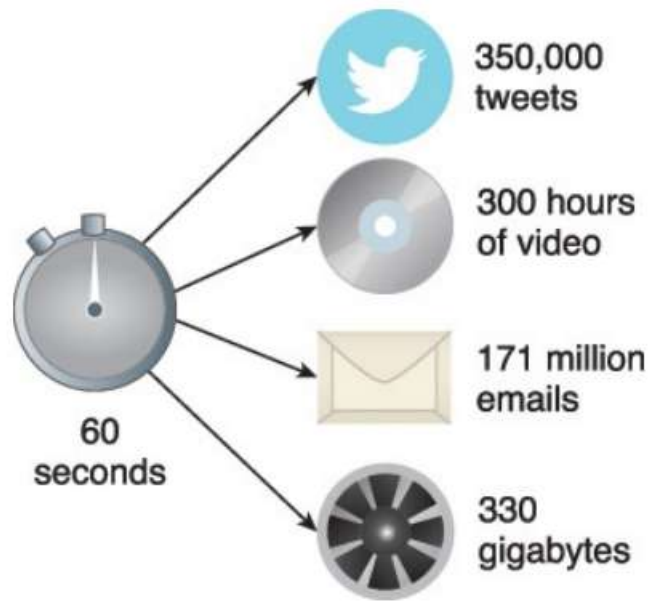 350,000
tweets
300 hours
of video
171 million
emails
60
seconds
330
gigabytes